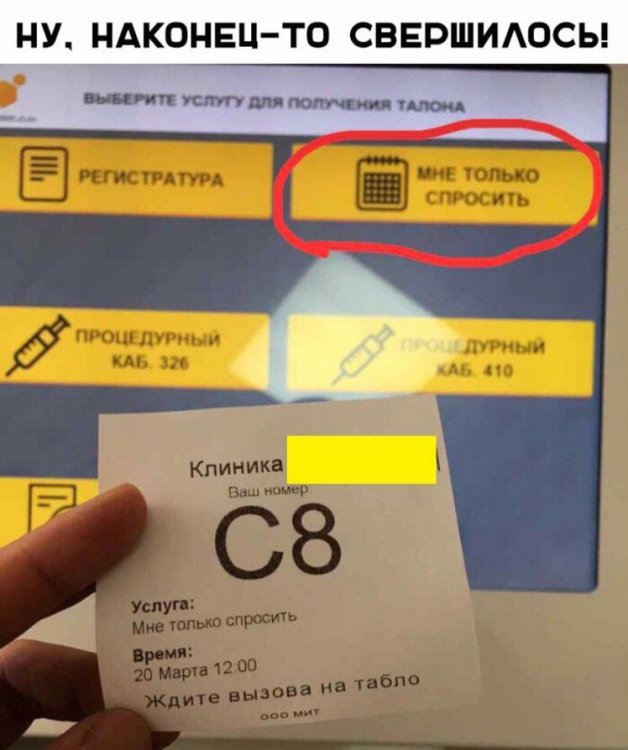 НУ, НАКОНЕЦ-ТО СВЕРШИЛОСЬ!
ВЫБЕРИТЕ УСЛУГУ ДЛЯ ПОЛУЧЕНИЯ ТАЛОНА
РЕГИСТРАТУРА
МНЕ ТОЛЬКО
СПРОСИТЬ
ПРОЦЕДУРНЫЙ
КАБ. 326
ПРОЦЕДУРНЫЙ
КАБ. 410
Клиника
Ваш номер
С8
Услуга:
Мне только спросить
Время:
20 Марта 12:00
Ждите вызова на табло
ООО МИТ